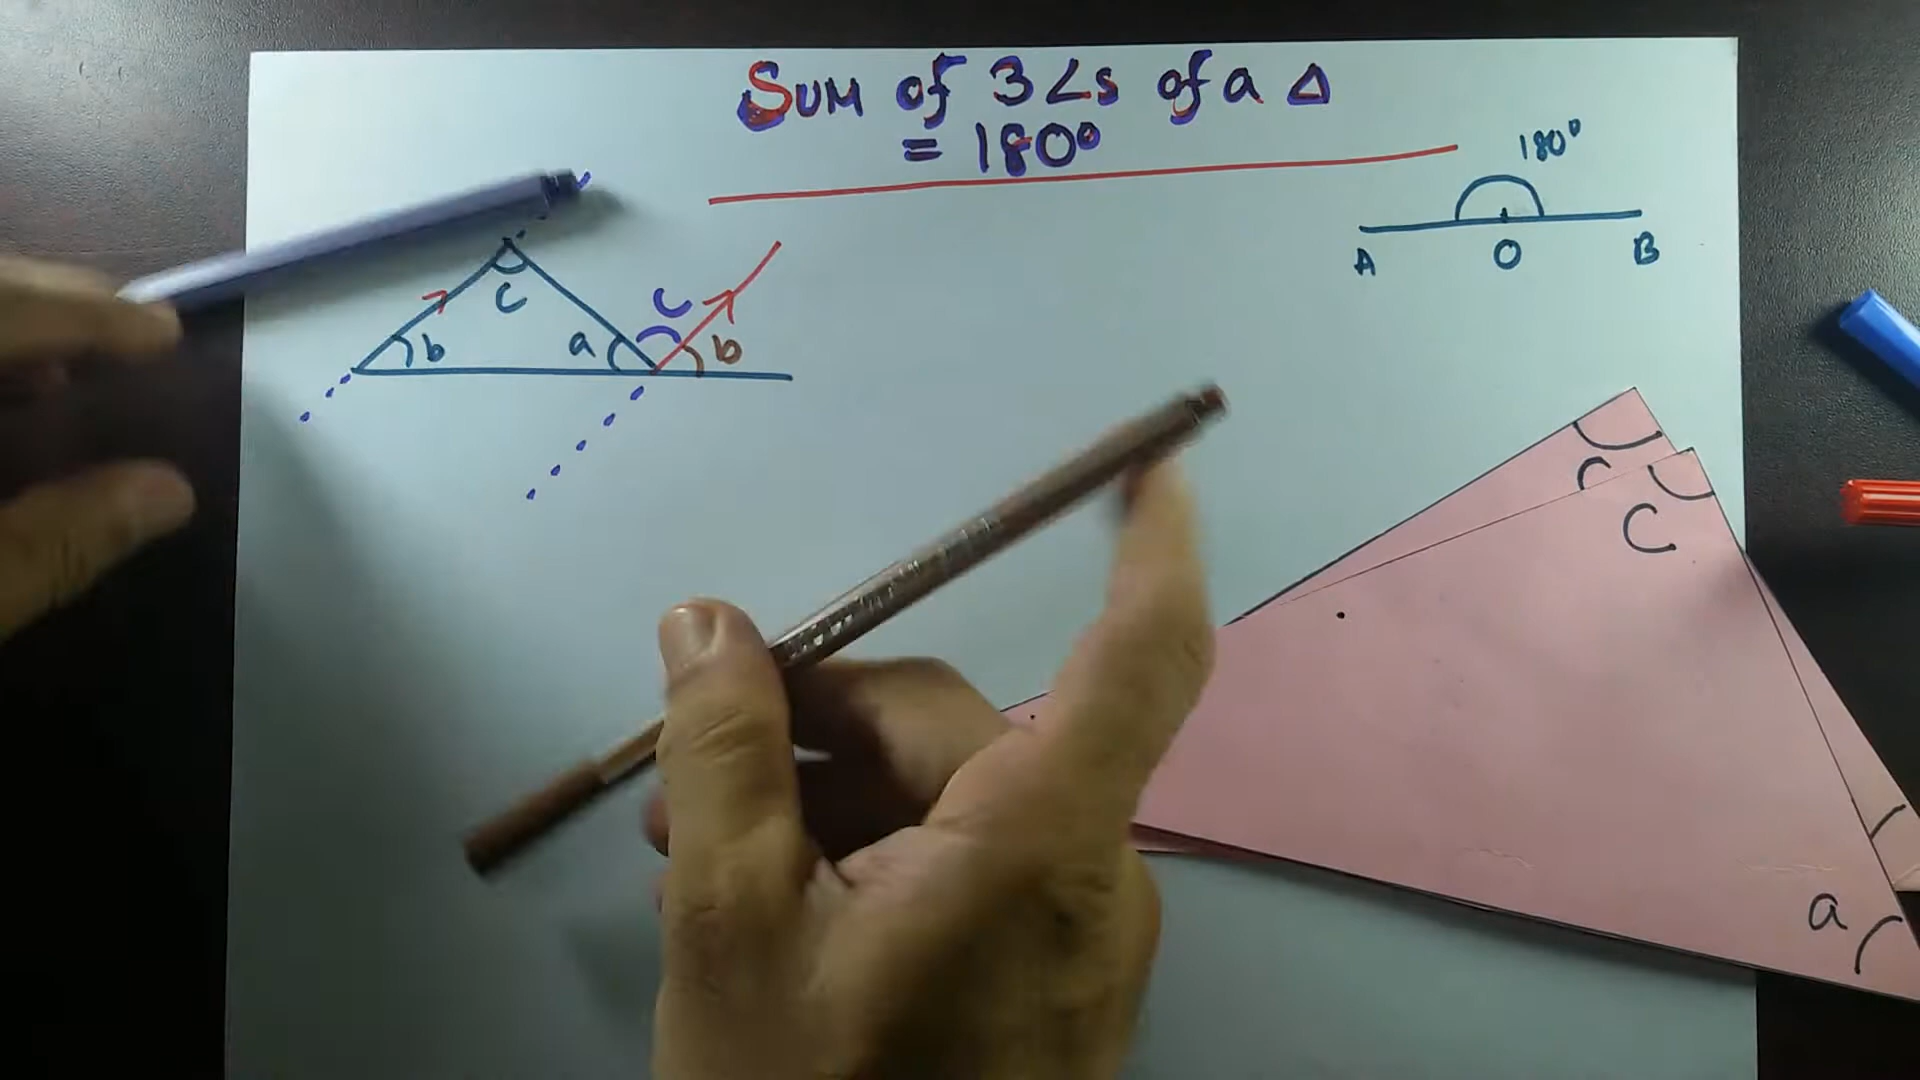 Sum of 3 ∠s of a Δ
= 180°
180°
A O B
c
c
b a b
c
c
a